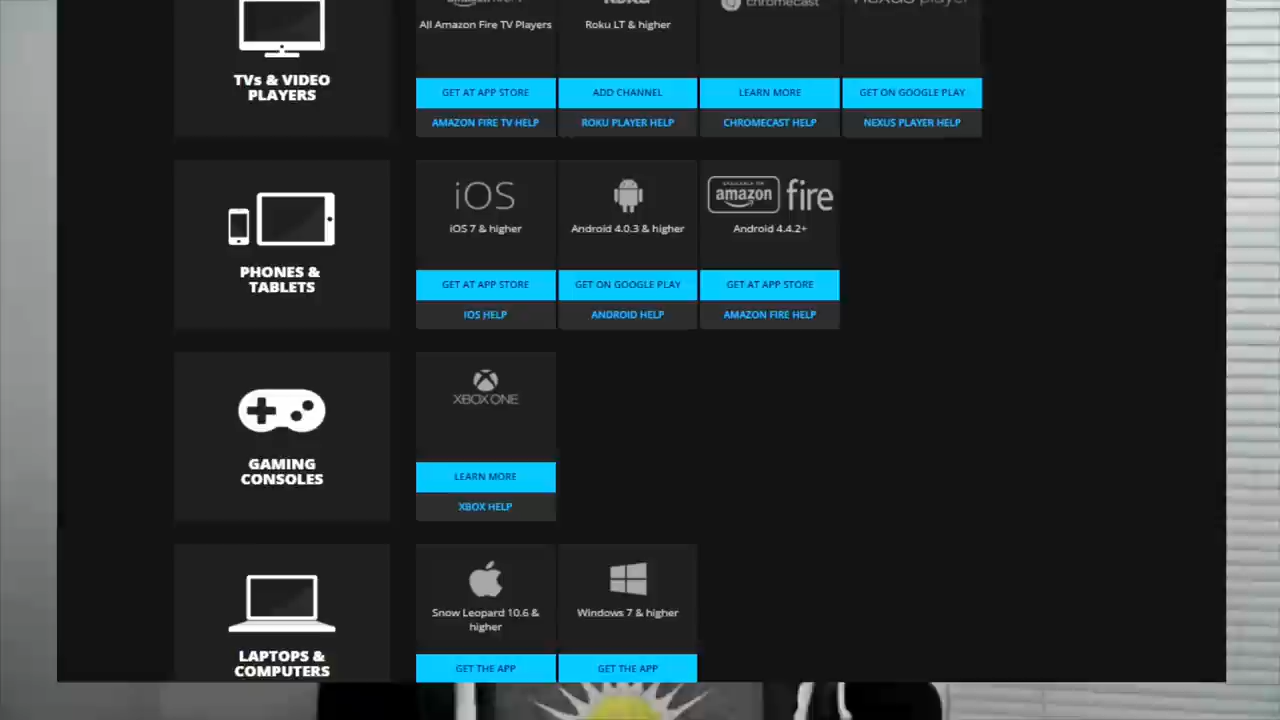 All Amazon Fire TV Players
Roku LT & higher
chromecast
TVs & VIDEO
PLAYERS
GET AT APP STORE
ADD CHANNEL
LEARN MORE
GET ON GOOGLE PLAY
AMAZON FIRE TV HELP
ROKU PLAYER HELP
CHROMECAST HELP
NEXUS PLAYER HELP
PHONES &
TABLETS
iOS
amazon fire
iOS 7 & higher
Android 4.0.3 & higher
Android 4.4.2+
GET AT APP STORE
GET ON GOOGLE PLAY
GET AT APP STORE
IOS HELP
ANDROID HELP
AMAZON FIRE HELP
GAMING
CONSOLES
XBOX ONE
LEARN MORE
XBOX HELP
LAPTOPS &
COMPUTERS
Snow Leopard 10.6 &
higher
Windows 7 & higher
GET THE APP
GET THE APP